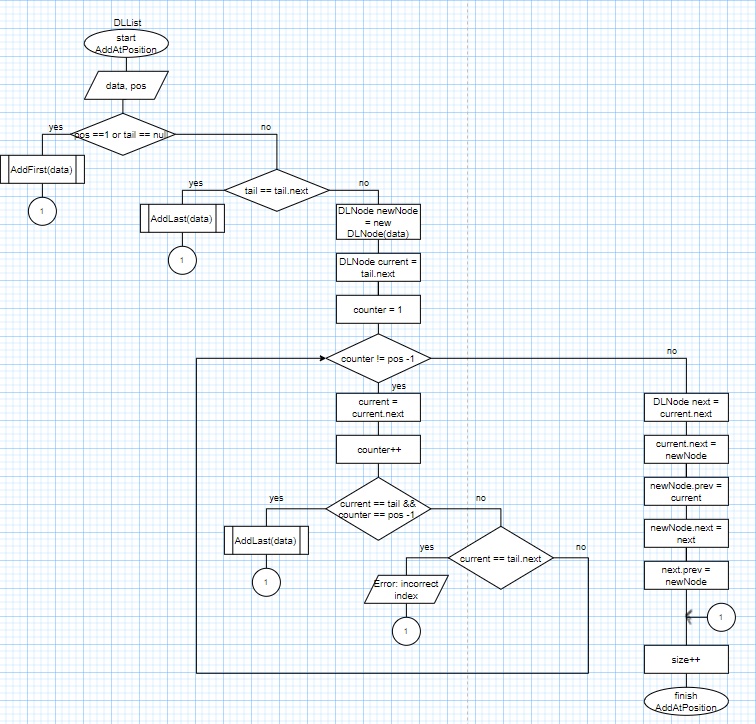 DLList
start
AddAtPosition
data, pos
yes
pos ==1 or tail == null
no
AddFirst(data)
1
yes
tail == tail.next
no
AddLast(data)
1
DLNode newNode
= new
DLNode(data)
DLNode current =
tail.next
counter = 1
counter != pos -1
no
yes
current =
current.next
counter++
yes
current == tail &&
counter == pos -1
no
AddLast(data)
1
yes
current == tail.next
no
Error: incorrect
index
1
DLNode next =
current.next
current.next =
newNode
newNode.prev =
current
newNode.next =
next
next.prev =
newNode
1
size++
finish
AddAtPosition